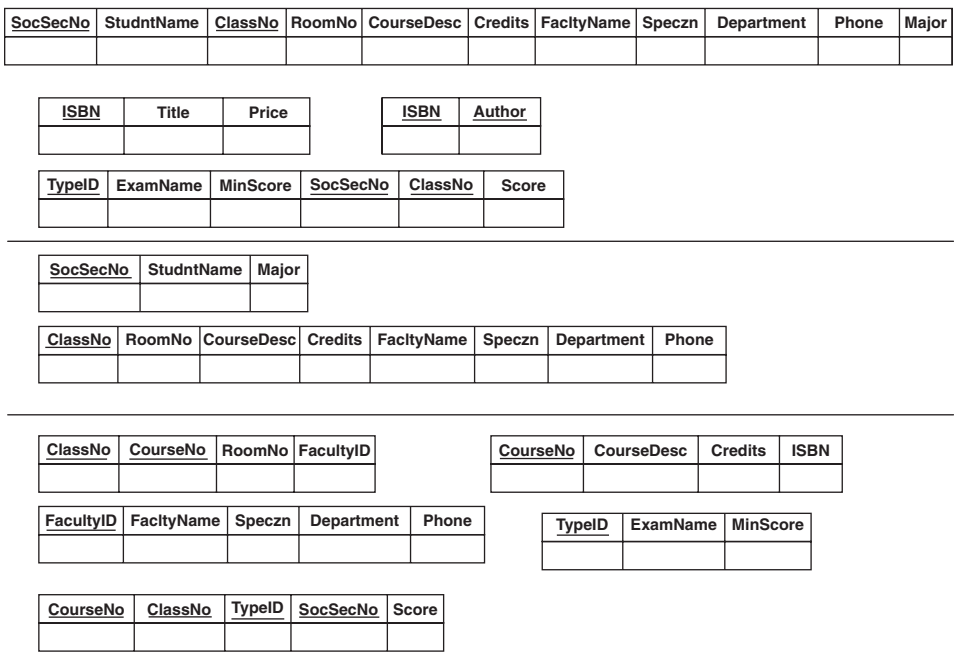 SocSecNo StudntName ClassNo RoomNo CourseDesc Credits FacltyName Speczn Department Phone Major
ISBN Title Price
ISBN Author
TypeID ExamName MinScore SocSecNo ClassNo Score
SocSecNo StudntName Major
ClassNo RoomNo CourseDesc Credits FacltyName Speczn Department Phone
ClassNo CourseNo RoomNo FacultyID
CourseNo CourseDesc Credits ISBN
FacultyID FacltyName Speczn Department Phone
TypeID ExamName MinScore
CourseNo ClassNo TypeID SocSecNo Score